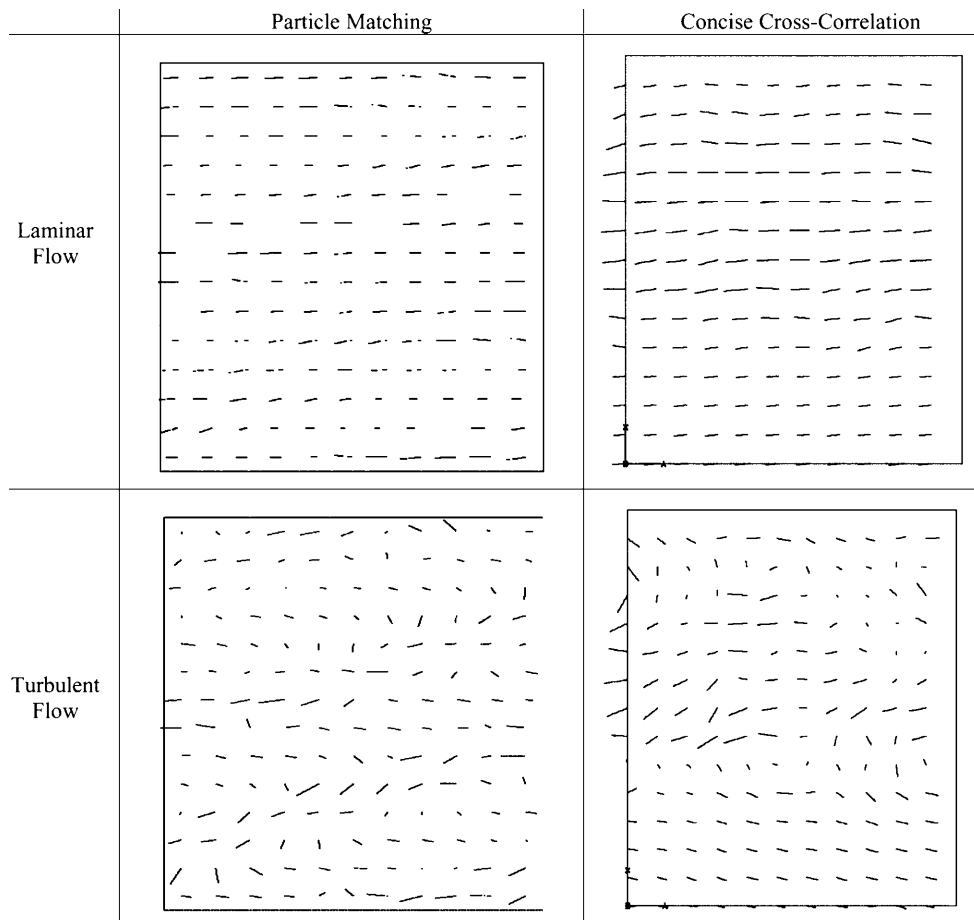 Particle Matching
Concise Cross-Correlation
Laminar
Flow
Turbulent
Flow